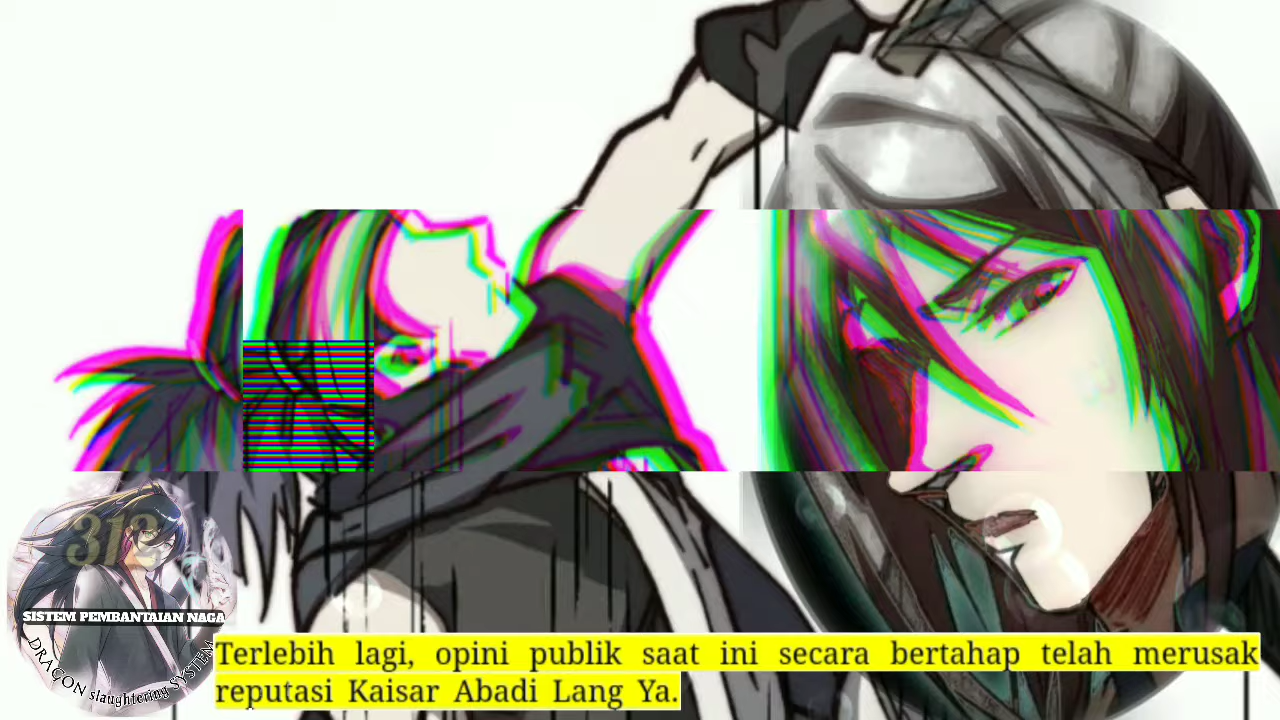 312
SISTEM PEMBANTAIAN NAGA
DRAGON slaughtering SYSTEM
Terlebih lagi, opini publik saat ini secara bertahap telah merusak
reputasi Kaisar Abadi Lang Ya.